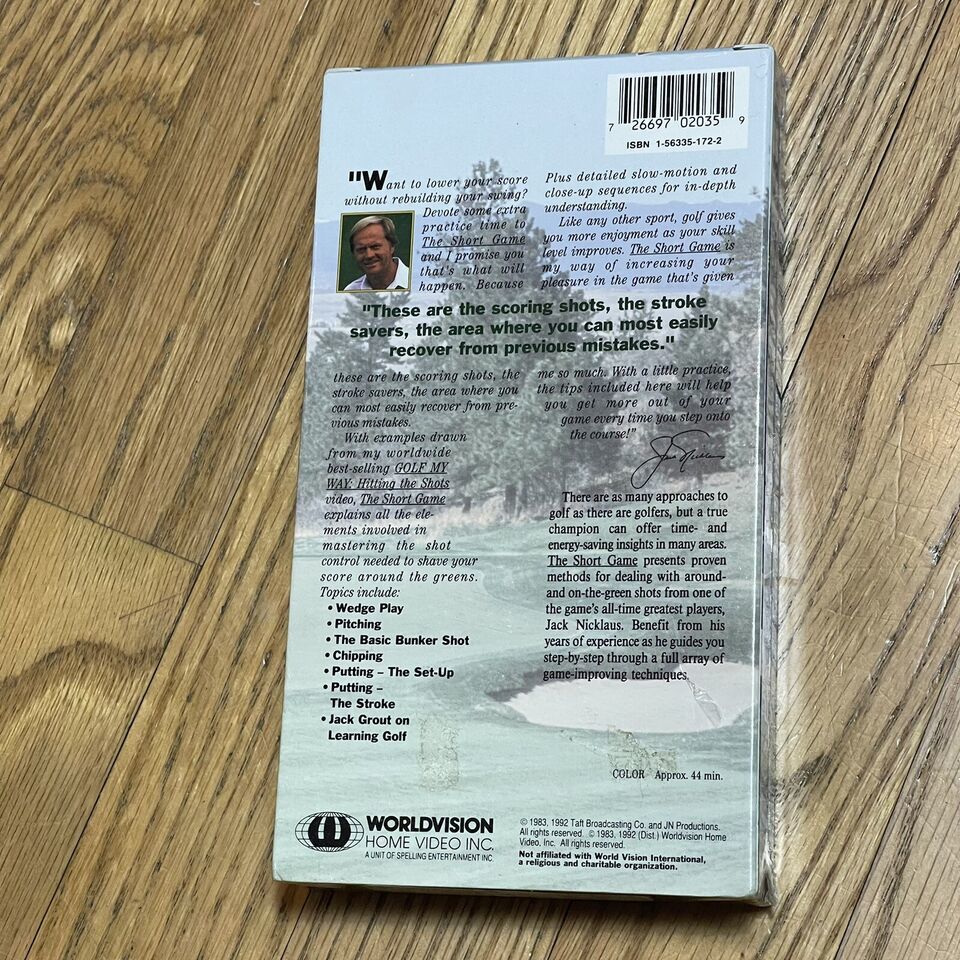 7 26697 02035 9
ISBN 1-56335-172-2
"Want to lower your score
without rebuilding your swing?
Devote some extra
practice time to
The Short Game
and I promise you
that's what will
happen. Because
Plus detailed slow-motion and
close-up sequences for in-depth
understanding.
Like any other sport, golf gives
you more enjoyment as your skill
level improves. The Short Game is
my way of increasing your
pleasure in the game that's given
"These are the scoring shots, the stroke
savers, the area where you can most easily
recover from previous mistakes."
these are the scoring shots, the
stroke savers, the area where you
can most easily recover from pre-
vious mistakes.
With examples drawn
from my worldwide
best-selling GOLF MY
WAY: Hitting the Shots
video, The Short Game
explains all the ele-
ments involved in
mastering the shot
control needed to shave your
score around the greens.
Topics include:
• Wedge Play
• Pitching
• The Basic Bunker Shot
• Chipping
• Putting – The Set-Up
• Putting –
The Stroke
• Jack Grout on
Learning Golf
me so much. With a little practice,
the tips included here will help
you get more out of your
game every time you step onto
the course!"
Jack Nicklaus
There are as many approaches to
golf as there are golfers, but a true
champion can offer time- and
energy-saving insights in many areas.
The Short Game presents proven
methods for dealing with around-
and on-the-green shots from one of
the game's all-time greatest players,
Jack Nicklaus. Benefit from his
years of experience as he guides you
step-by-step through a full array of
game-improving techniques.
COLOR Approx. 44 min.
WORLDVISION
HOME VIDEO INC.
A UNIT OF SPELLING ENTERTAINMENT INC.
© 1983, 1992 Taft Broadcasting Co. and JN Productions.
All rights reserved. © 1983, 1992 (Dist.) Worldvision Home
Video, Inc. All rights reserved.
Not affiliated with World Vision International,
a religious and charitable organization.